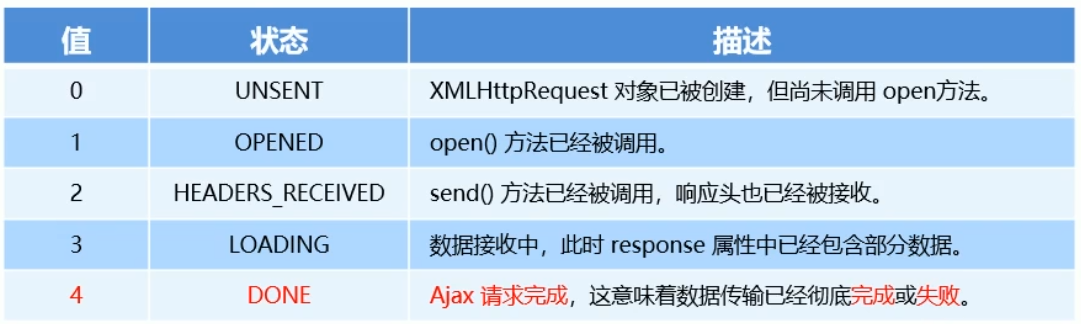 值 状态 描述
0 UNSENT XMLHttpRequest 对象已被创建，但尚未调用 open方法。
1 OPENED open() 方法已经被调用。
2 HEADERS_RECEIVED send() 方法已经被调用，响应头也已经被接收。
3 LOADING 数据接收中，此时 response 属性中已经包含部分数据。
4 DONE Ajax 请求完成，这意味着数据传输已经彻底完成或失败。